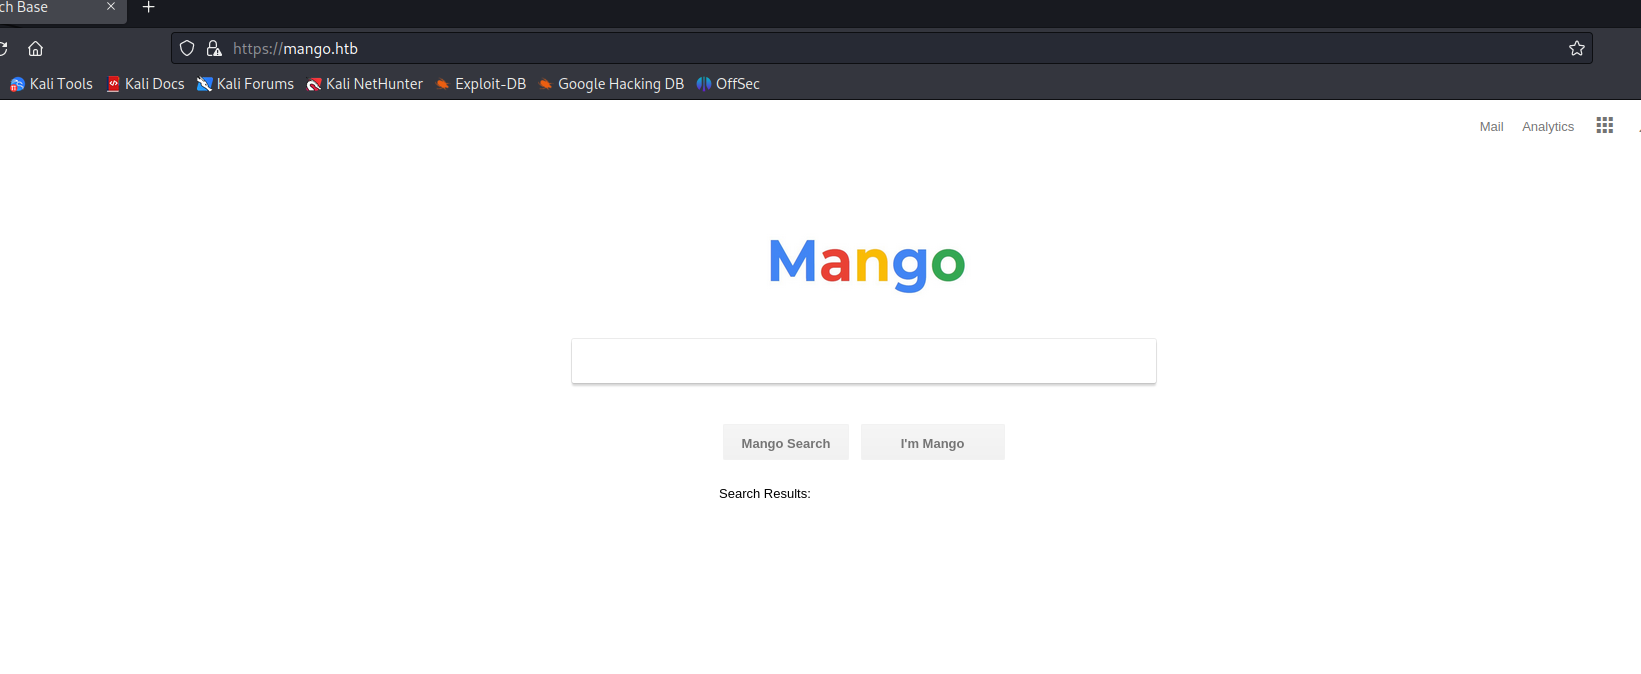 ch Base
https://mango.htb
Kali Tools Kali Docs Kali Forums Kali NetHunter Exploit-DB Google Hacking DB OffSec
Mail Analytics
Mango
Mango Search I'm Mango
Search Results: